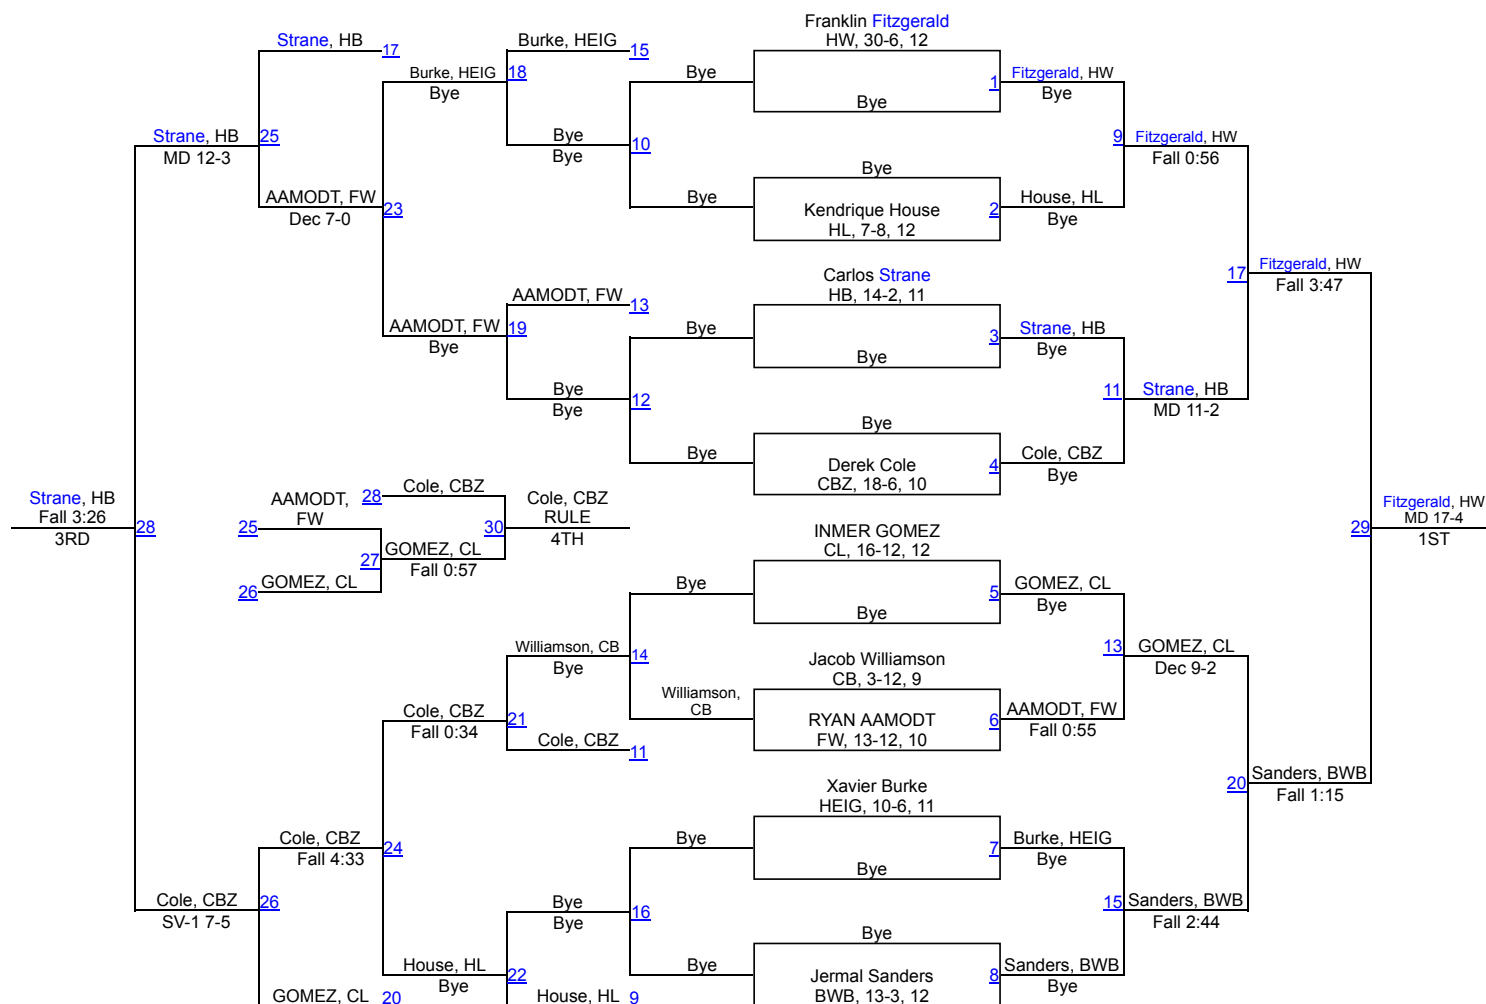 Franklin Fitzgerald
HW, 30-6, 12
Strane, HB
17
Burke, HEIG
15
Burke, HEIG
18
Bye
Bye
1
Fitzgerald, HW
Bye
Bye
Strane, HB
25
MD 12-3
Bye
10
Bye
9
Fitzgerald, HW
Fall 0:56
Bye
AAMODT, FW
23
Dec 7-0
Bye
Kendrique House
HL, 7-8, 12
2
House, HL
Bye
Carlos Strane
HB, 14-2, 11
17
Fitzgerald, HW
Fall 3:47
AAMODT, FW
13
AAMODT, FW
19
Bye
Bye
3
Strane, HB
Bye
Bye
Bye
12
Bye
11
Strane, HB
MD 11-2
Bye
Bye
Derek Cole
CBZ, 18-6, 10
4
Cole, CBZ
Bye
Strane, HB
Fall 3:26
28
3RD
AAMODT,
FW
25
28
Cole, CBZ
Cole, CBZ
RULE
30
4TH
27
GOMEZ, CL
Fall 0:57
26
GOMEZ, CL
INMER GOMEZ
CL, 16-12, 12
Fitzgerald, HW
MD 17-4
29
1ST
Bye
5
GOMEZ, CL
Bye
Bye
Williamson, CB
14
Bye
Jacob Williamson
CB, 3-12, 9
13
GOMEZ, CL
Dec 9-2
Williamson,
CB
RYAN AAMODT
FW, 13-12, 10
6
AAMODT, FW
Fall 0:55
Cole, CBZ
21
Fall 0:34
Cole, CBZ
11
Xavier Burke
HEIG, 10-6, 11
20
Sanders, BWB
Fall 1:15
Cole, CBZ
24
Fall 4:33
Bye
7
Burke, HEIG
Bye
Bye
Cole, CBZ
26
SV-1 7-5
Bye
16
Bye
15
Sanders, BWB
Fall 2:44
Bye
House, HL
22
Bye
Bye
Jermal Sanders
BWB, 13-3, 12
8
Sanders, BWB
Bye
GOMEZ, CL
20
House, HL
9